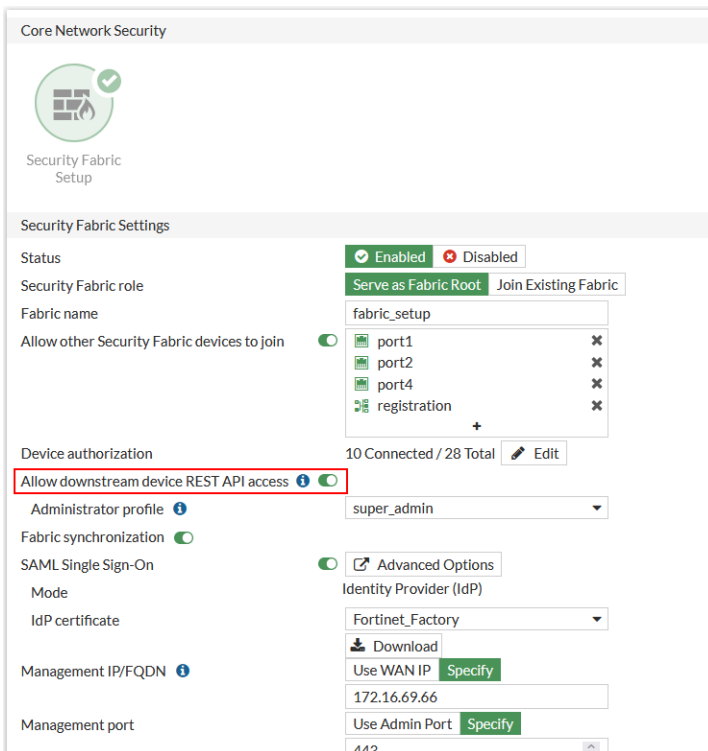 Core Network Security
Security Fabric
Setup
Security Fabric Settings
Status Enabled Disabled
Security Fabric role Serve as Fabric Root Join Existing Fabric
Fabric name fabric_setup
Allow other Security Fabric devices to join port1
port2
port4
registration
+
Device authorization 10 Connected / 28 Total Edit
Allow downstream device REST API access
Administrator profile super_admin
Fabric synchronization
SAML Single Sign-On Advanced Options
Mode Identity Provider (IdP)
IdP certificate Fortinet_Factory
Download
Management IP/FQDN Use WAN IP Specify
172.16.69.66
Management port Use Admin Port Specify
443